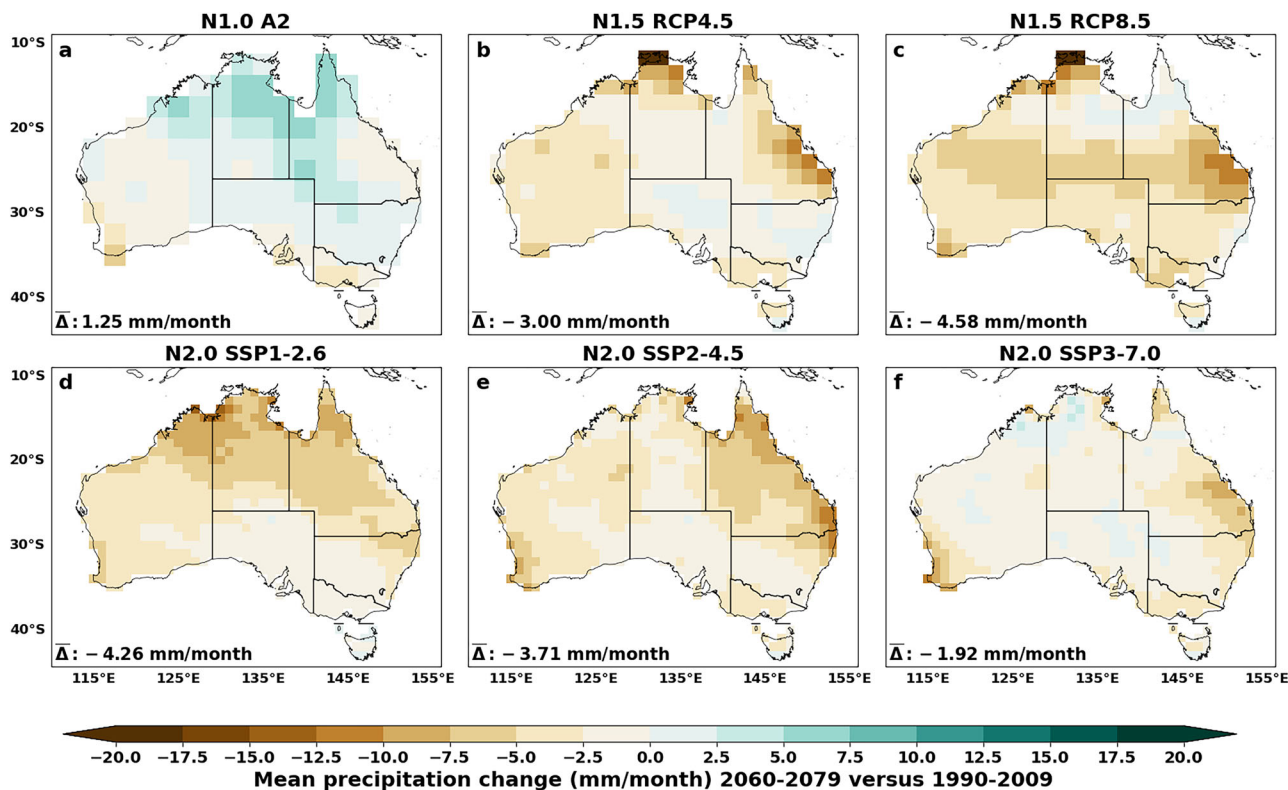 N1.0 A2 N1.5 RCP4.5 N1.5 RCP8.5
10°S a b c
20°S
30°S
40°S
Δ̅: 1.25 mm/month Δ̅: − 3.00 mm/month Δ̅: − 4.58 mm/month
N2.0 SSP1-2.6 N2.0 SSP2-4.5 N2.0 SSP3-7.0
10°S d e f
20°S
30°S
40°S
Δ̅: − 4.26 mm/month Δ̅: − 3.71 mm/month Δ̅: − 1.92 mm/month
115°E 125°E 135°E 145°E 155°E 115°E 125°E 135°E 145°E 155°E 115°E 125°E 135°E 145°E 155°E
−20.0 −17.5 −15.0 −12.5 −10.0 −7.5 −5.0 −2.5 0.0 2.5 5.0 7.5 10.0 12.5 15.0 17.5 20.0
Mean precipitation change (mm/month) 2060-2079 versus 1990-2009